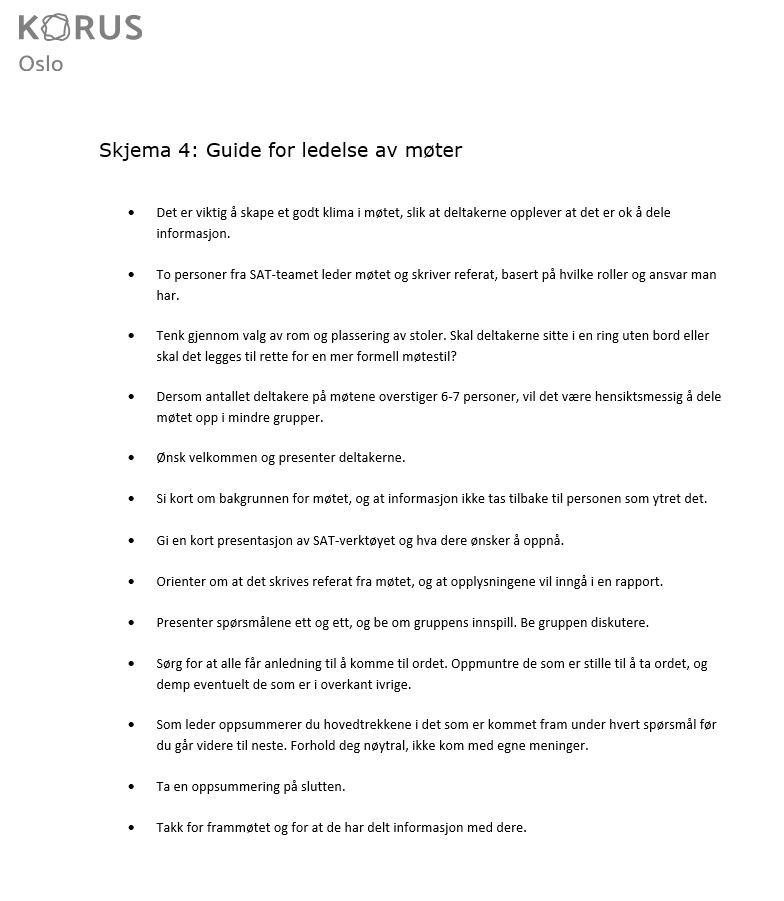 KORUS
Oslo
Skjema 4: Guide for ledelse av møter
• Det er viktig å skape et godt klima i møtet, slik at deltakerne opplever at det er ok å dele
informasjon.
• To personer fra SAT-teamet leder møtet og skriver referat, basert på hvilke roller og ansvar man
har.
• Tenk gjennom valg av rom og plassering av stoler. Skal deltakerne sitte i en ring uten bord eller
skal det legges til rette for en mer formell møtestil?
• Dersom antallet deltakere på møtene overstiger 6-7 personer, vil det være hensiktsmessig å dele
møtet opp i mindre grupper.
• Ønsk velkommen og presenter deltakerne.
• Si kort om bakgrunnen for møtet, og at informasjon ikke tas tilbake til personen som ytret det.
• Gi en kort presentasjon av SAT-verktøyet og hva dere ønsker å oppnå.
• Orienter om at det skrives referat fra møtet, og at opplysningene vil inngå i en rapport.
• Presenter spørsmålene ett og ett, og be om gruppens innspill. Be gruppen diskutere.
• Sørg for at alle får anledning til å komme til ordet. Oppmuntre de som er stille til å ta ordet, og
demp eventuelt de som er i overkant ivrige.
• Som leder oppsummerer du hovedtrekkene i det som er kommet fram under hvert spørsmål før
du går videre til neste. Forhold deg nøytral, ikke kom med egne meninger.
• Ta en oppsummering på slutten.
• Takk for frammøtet og for at de har delt informasjon med dere.